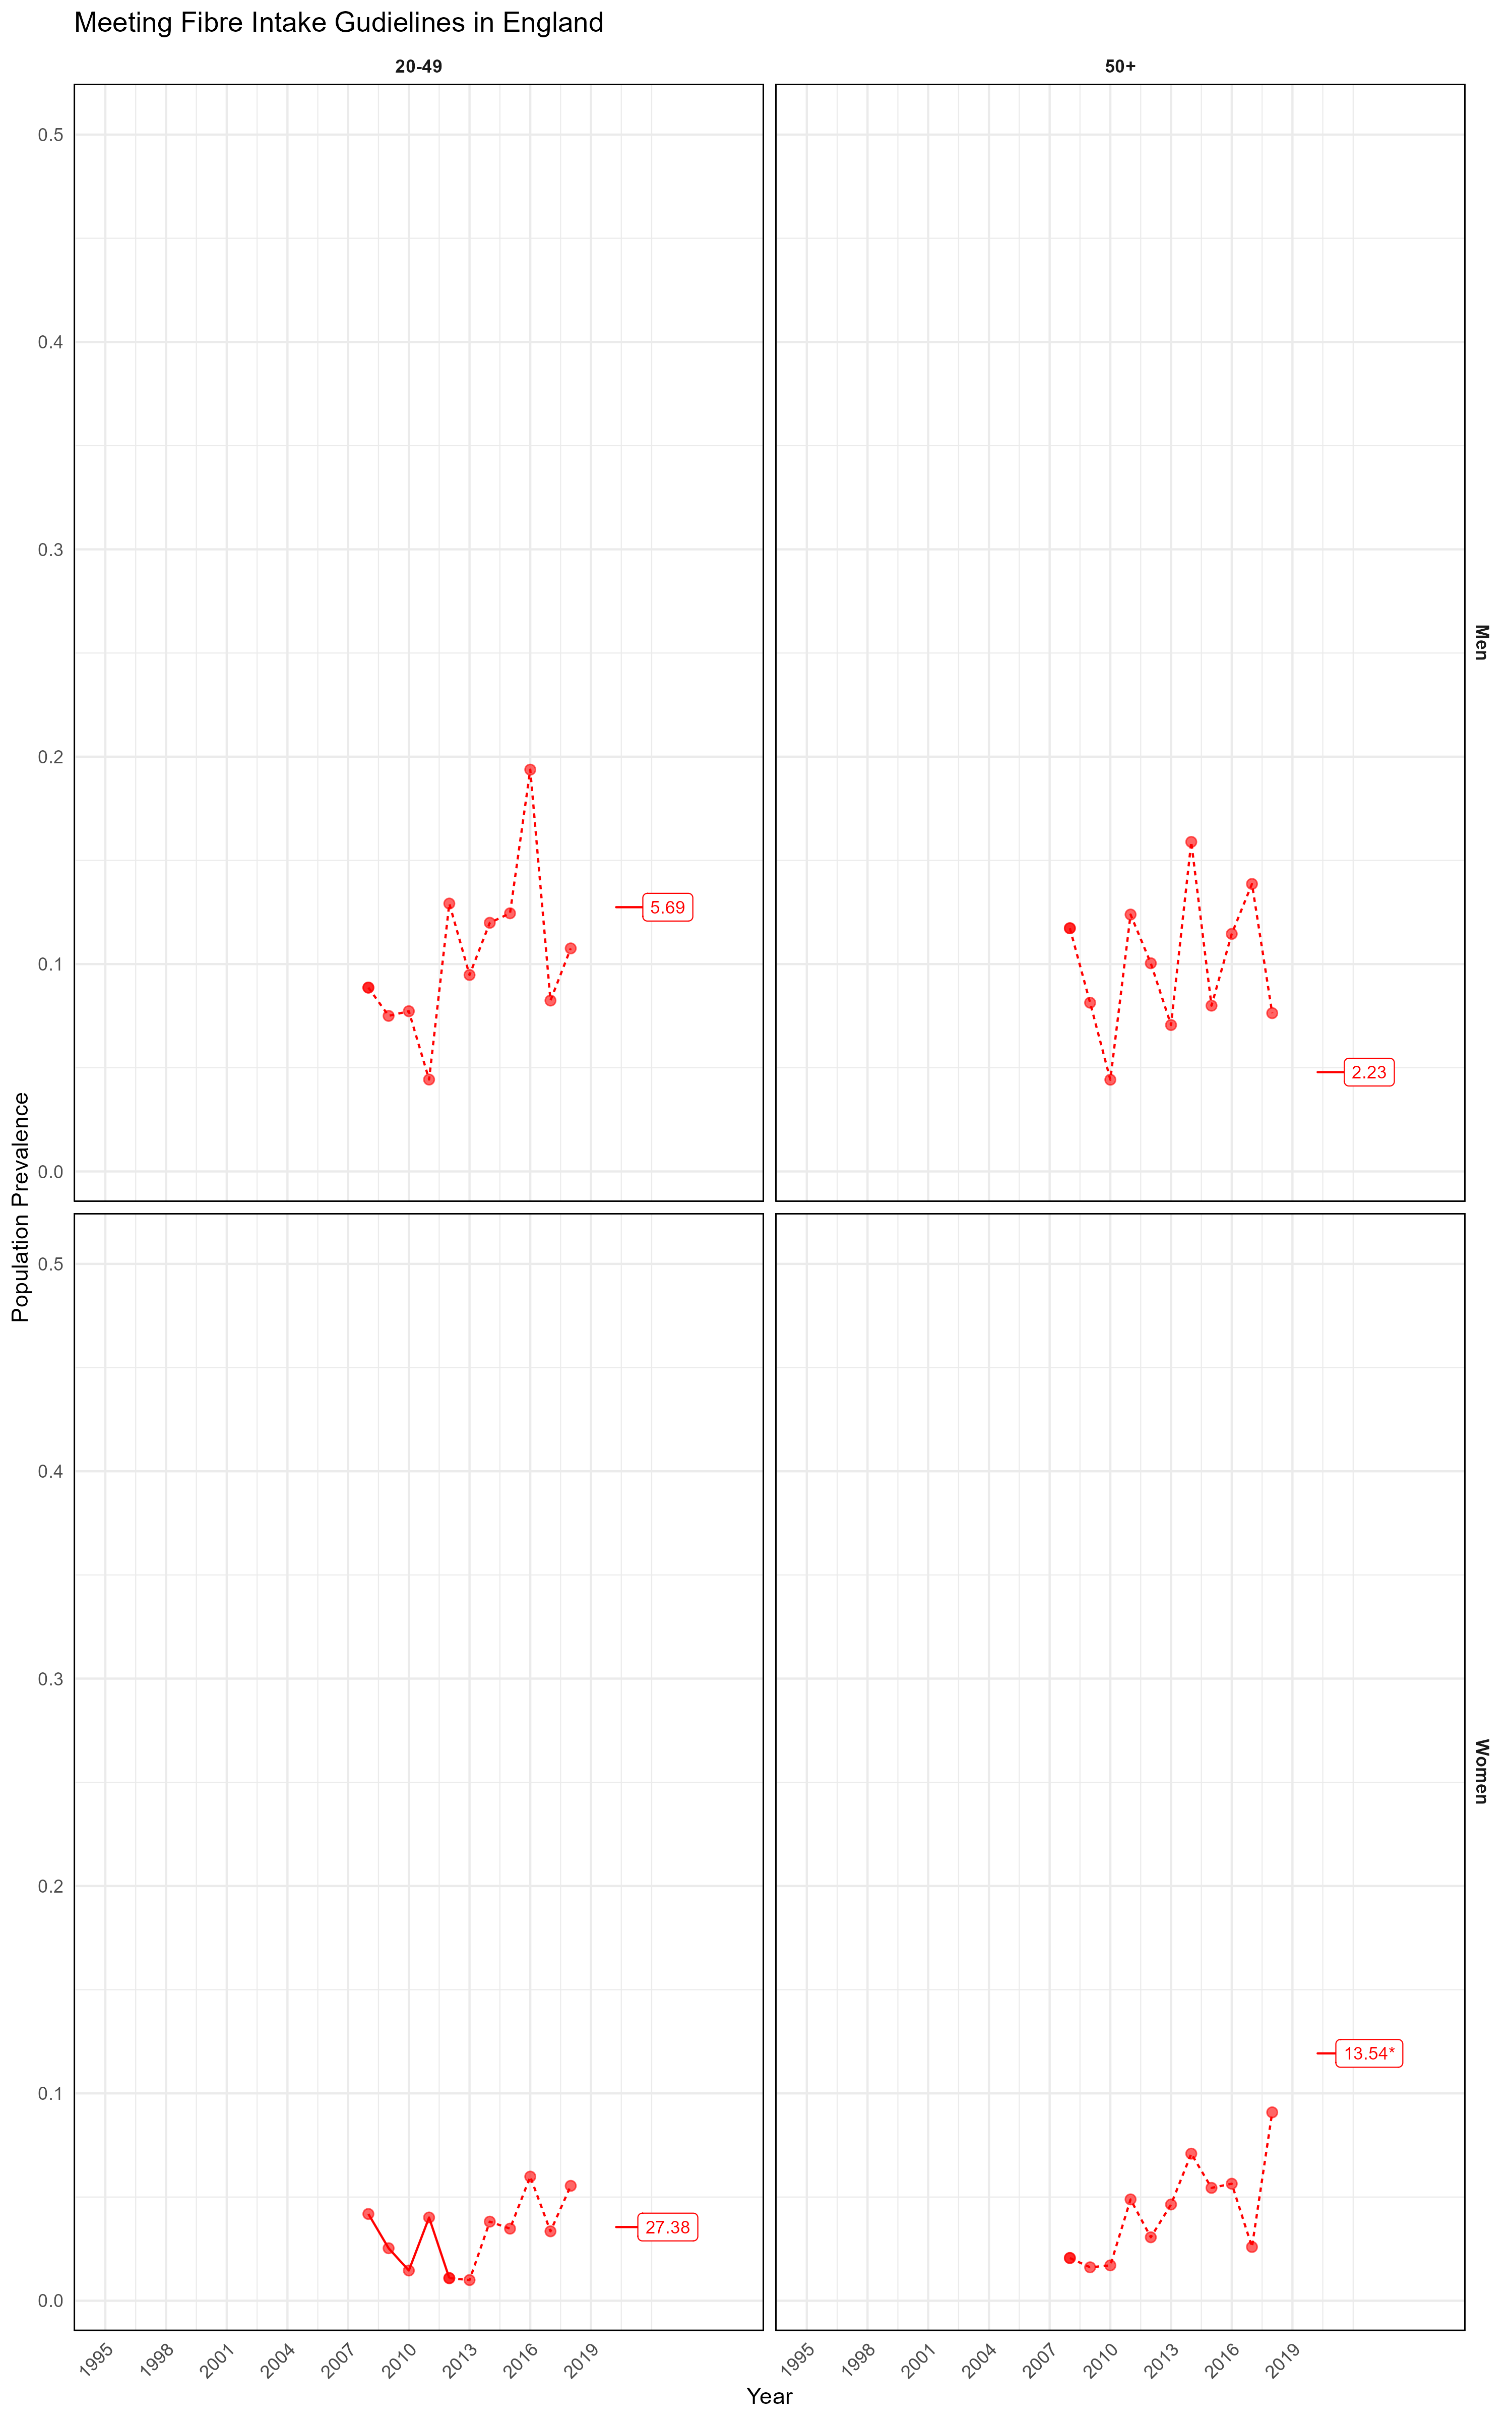 Meeting Fibre Intake Gudielines in England
20-49
50+
0.5
0.4
0.3
0.2
0.1
0.0
5.69
2.23
Men
Population Prevalence
0.5
0.4
0.3
0.2
0.1
0.0
27.38
13.54*
Women
1995 1998 2001 2004 2007 2010 2013 2016 2019
1995 1998 2001 2004 2007 2010 2013 2016 2019
Year